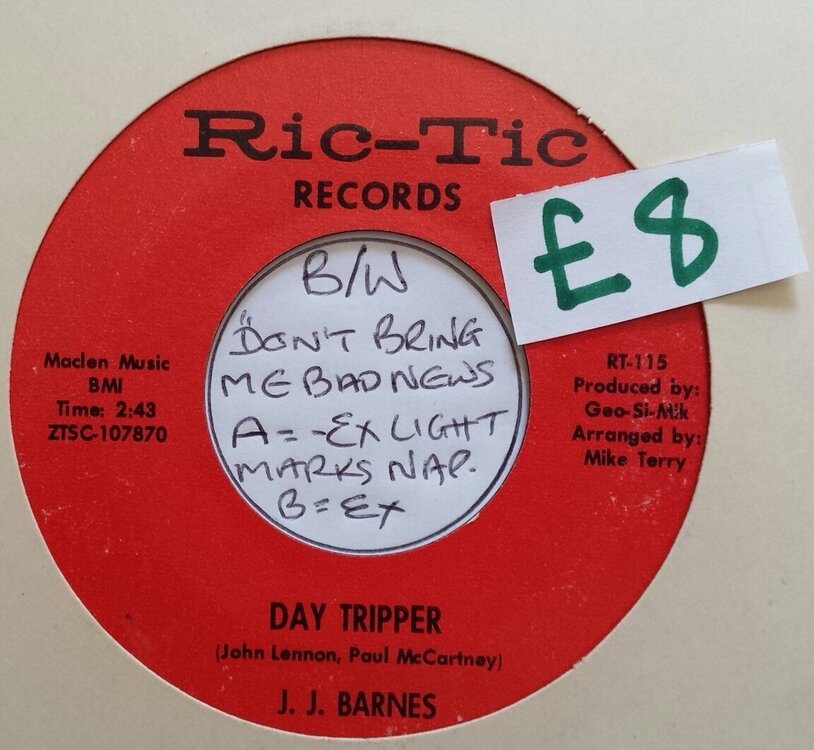 Ric-Tic
RECORDS
£8
B/W
"DON'T BRING
ME BAD NEWS
A = -EX LIGHT
MARKS NAP.
B = EX
Maclen Music
BMI
Time: 2:43
ZTSC-107870
RT-115
Produced by:
Geo-Si-Mik
Arranged by:
Mike Terry
DAY TRIPPER
(John Lennon, Paul McCartney)
J. J. BARNES